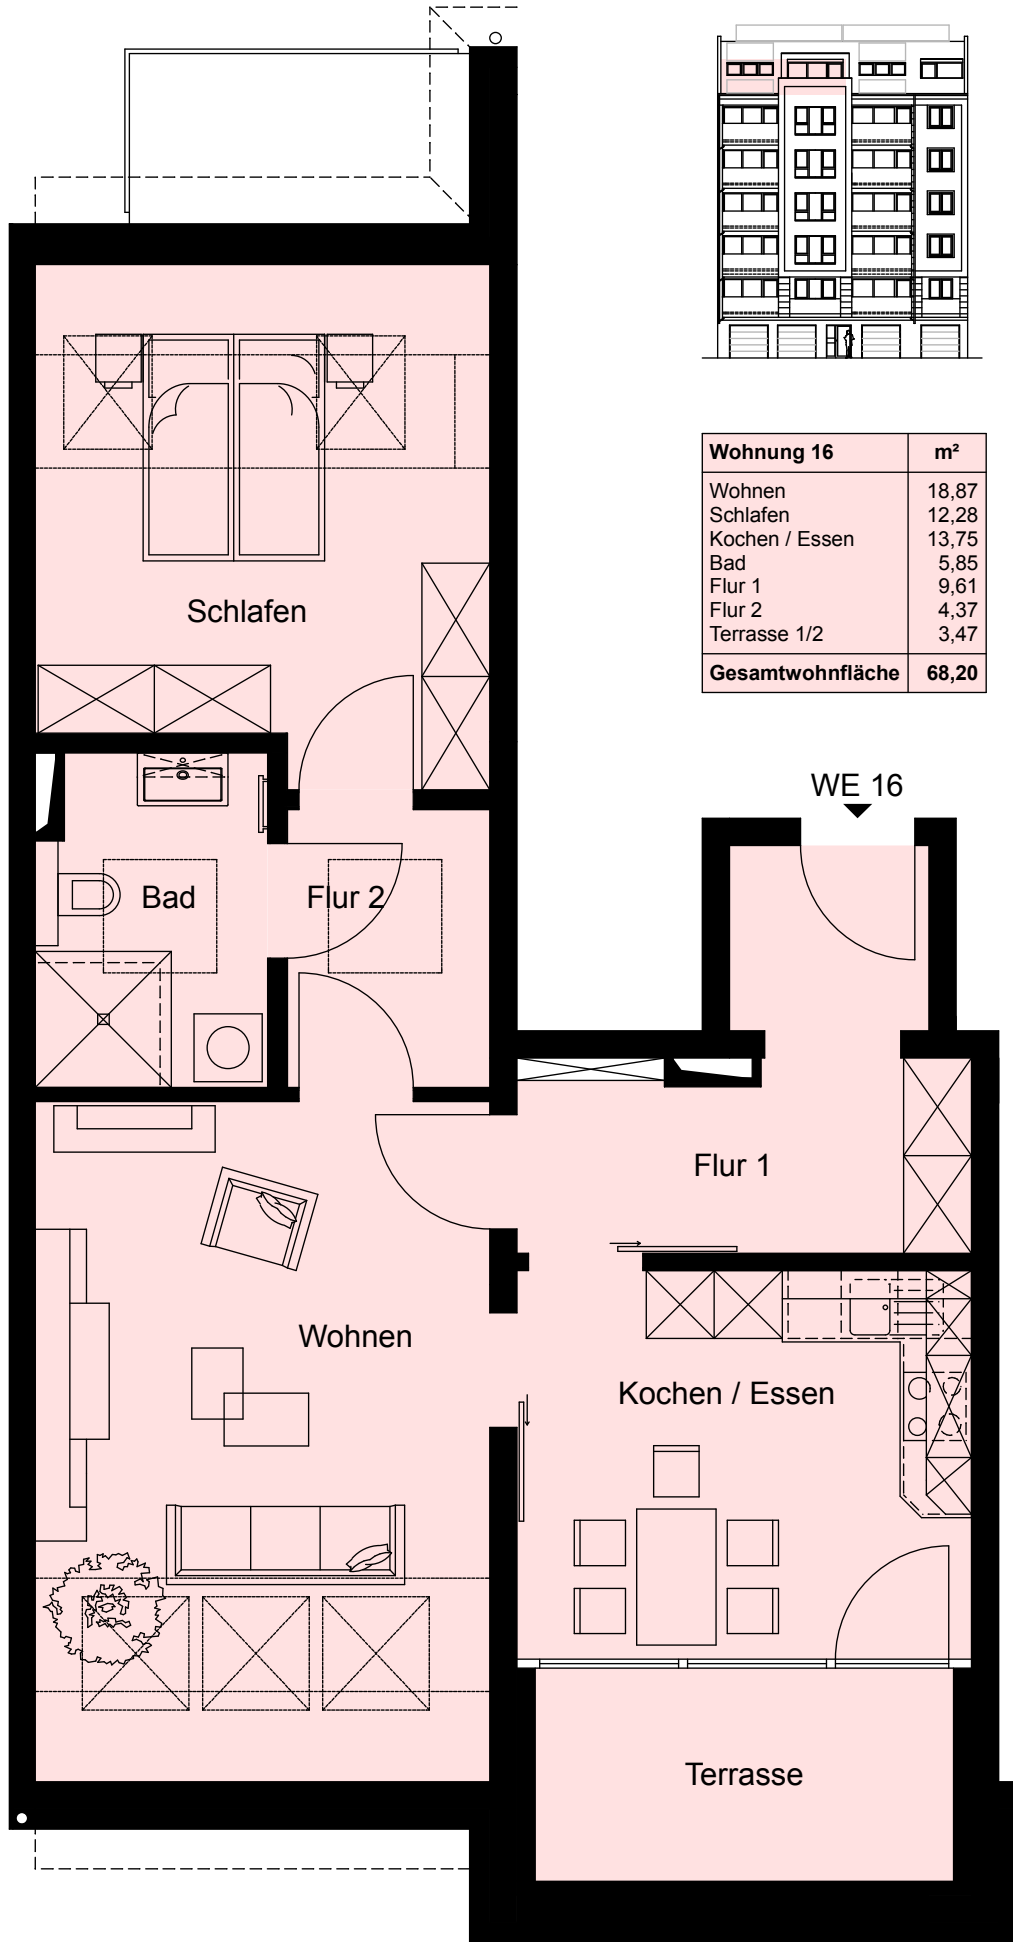 Wohnung 16 m²
Wohnen 18,87
Schlafen 12,28
Kochen / Essen 13,75
Bad 5,85
Flur 1 9,61
Flur 2 4,37
Terrasse 1/2 3,47
Gesamtwohnfläche 68,20
Schlafen
WE 16
Bad
Flur 2
Flur 1
Wohnen
Kochen / Essen
Terrasse